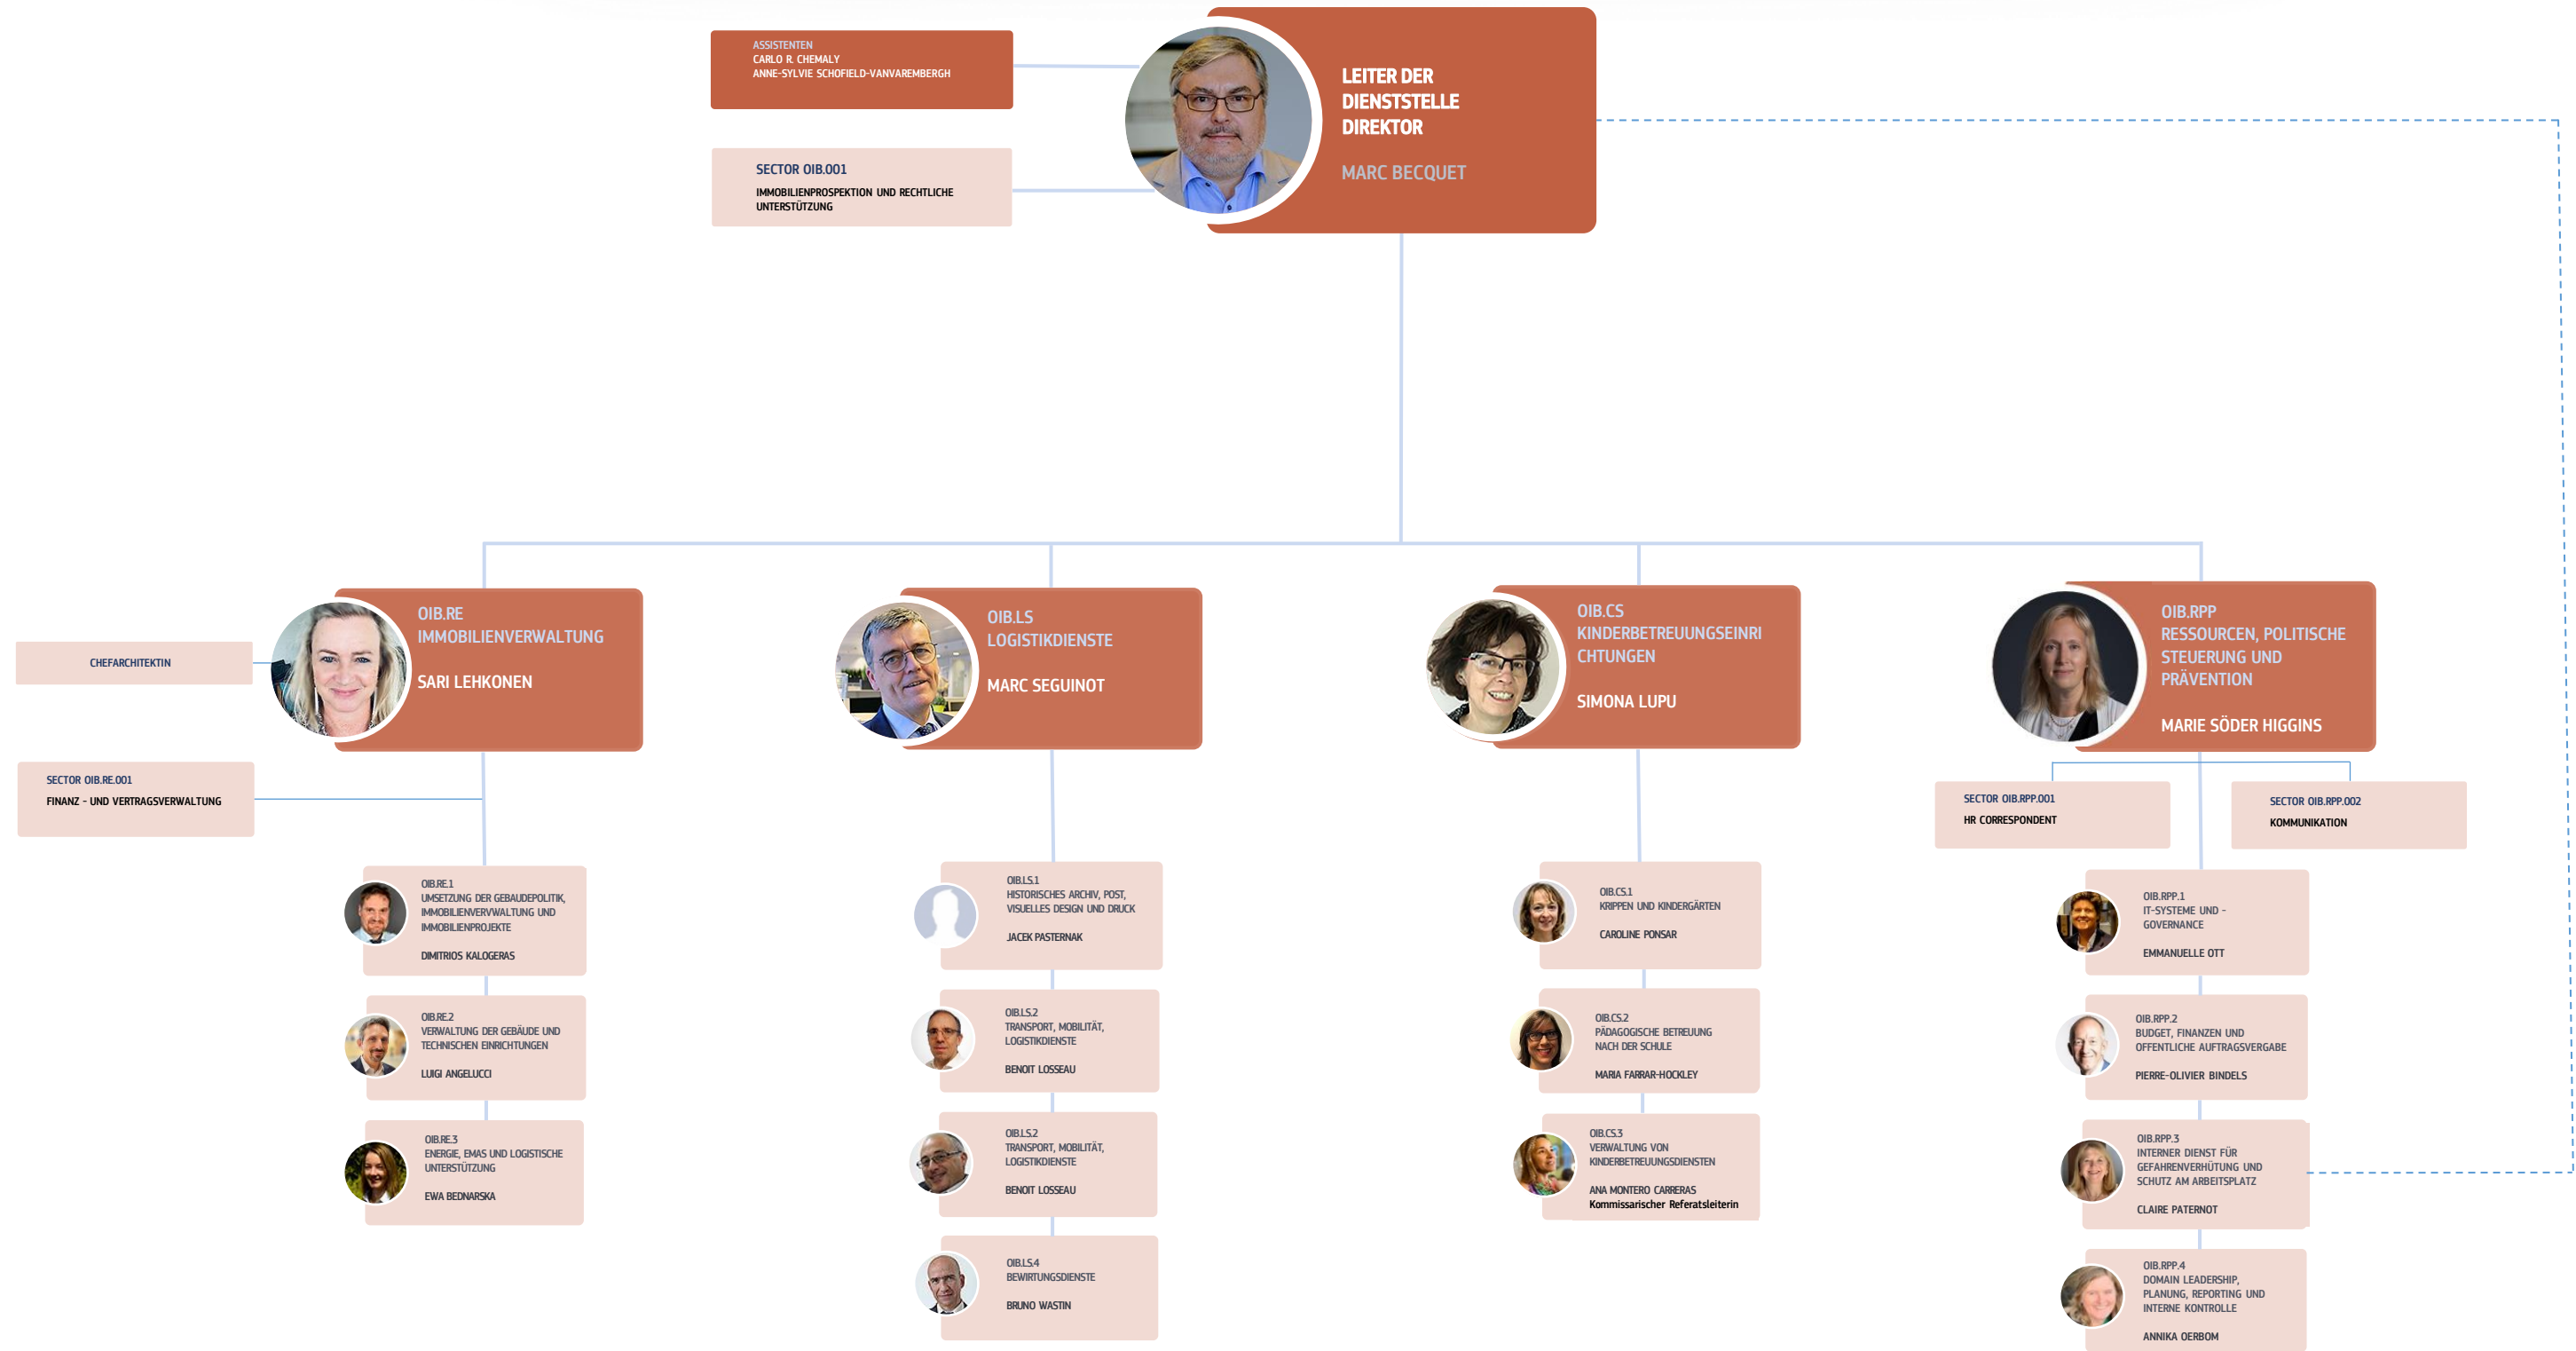 ASSISTENTEN
CARLO R. CHEMALY
ANNE-SYLVIE SCHOFIELD-VANVAREMBERGH
SECTOR OIB.001
IMMOBILIENPROSPEKTION UND RECHTLICHE
UNTERSTÜTZUNG
LEITER DER
DIENSTSTELLE
DIREKTOR
MARC BECQUET
CHEFARCHITEKTIN
OIB.RE
IMMOBILIENVERWALTUNG
SARI LEHKONEN
SECTOR OIB.RE.001
FINANZ - UND VERTRAGSVERWALTUNG
OIB.RE.1
UMSETZUNG DER GEBAUDEPOLITIK,
IMMOBILIENVERVWALTUNG UND
IMMOBILIENPROJEKTE
DIMITRIOS KALOGERAS
OIB.RE.2
VERWALTUNG DER GEBÄUDE UND
TECHNISCHEN EINRICHTUNGEN
LUIGI ANGELUCCI
OIB.RE.3
ENERGIE, EMAS UND LOGISTISCHE
UNTERSTÜTZUNG
EWA BEDNARSKA
OIB.LS
LOGISTIKDIENSTE
MARC SEGUINOT
OIB.LS.1
HISTORISCHES ARCHIV, POST,
VISUELLES DESIGN UND DRUCK
JACEK PASTERNAK
OIB.LS.2
TRANSPORT, MOBILITÄT,
LOGISTIKDIENSTE
BENOIT LOSSEAU
OIB.LS.2
TRANSPORT, MOBILITÄT,
LOGISTIKDIENSTE
BENOIT LOSSEAU
OIB.LS.4
BEWIRTUNGSDIENSTE
BRUNO WASTIN
OIB.CS
KINDERBETREUUNGSEINRI
CHTUNGEN
SIMONA LUPU
OIB.CS.1
KRIPPEN UND KINDERGÄRTEN
CAROLINE PONSAR
OIB.CS.2
PÄDAGOGISCHE BETREUUNG
NACH DER SCHULE
MARIA FARRAR-HOCKLEY
OIB.CS.3
VERWALTUNG VON
KINDERBETREUUNGSDIENSTEN
ANA MONTERO CARRERAS
Kommissarischer Referatsleiterin
OIB.RPP
RESSOURCEN, POLITISCHE
STEUERUNG UND
PRÄVENTION
MARIE SÖDER HIGGINS
SECTOR OIB.RPP.001
HR CORRESPONDENT
SECTOR OIB.RPP.002
KOMMUNIKATION
OIB.RPP.1
IT-SYSTEME UND -
GOVERNANCE
EMMANUELLE OTT
OIB.RPP.2
BUDGET, FINANZEN UND
OFFENTLICHE AUFTRAGSVERGABE
PIERRE-OLIVIER BINDELS
OIB.RPP.3
INTERNER DIENST FÜR
GEFAHRENVERHÜTUNG UND
SCHUTZ AM ARBEITSPLATZ
CLAIRE PATERNOT
OIB.RPP.4
DOMAIN LEADERSHIP,
PLANUNG, REPORTING UND
INTERNE KONTROLLE
ANNIKA OERBOM